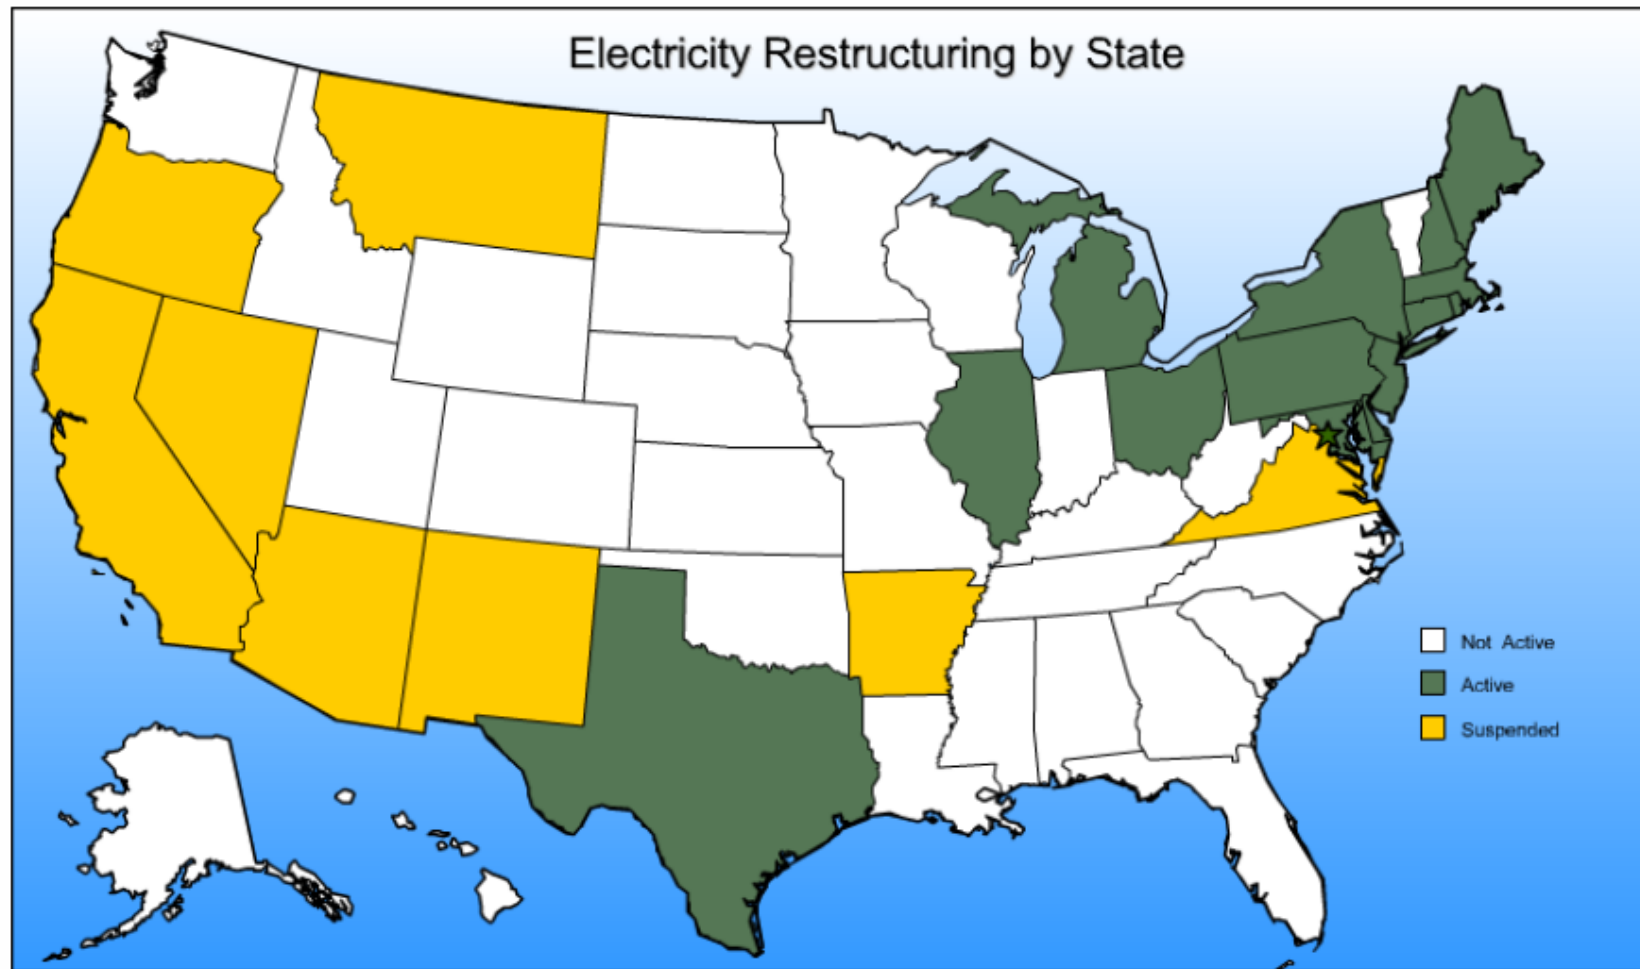 Electricity Restructuring by State
Not Active
Active
Suspended